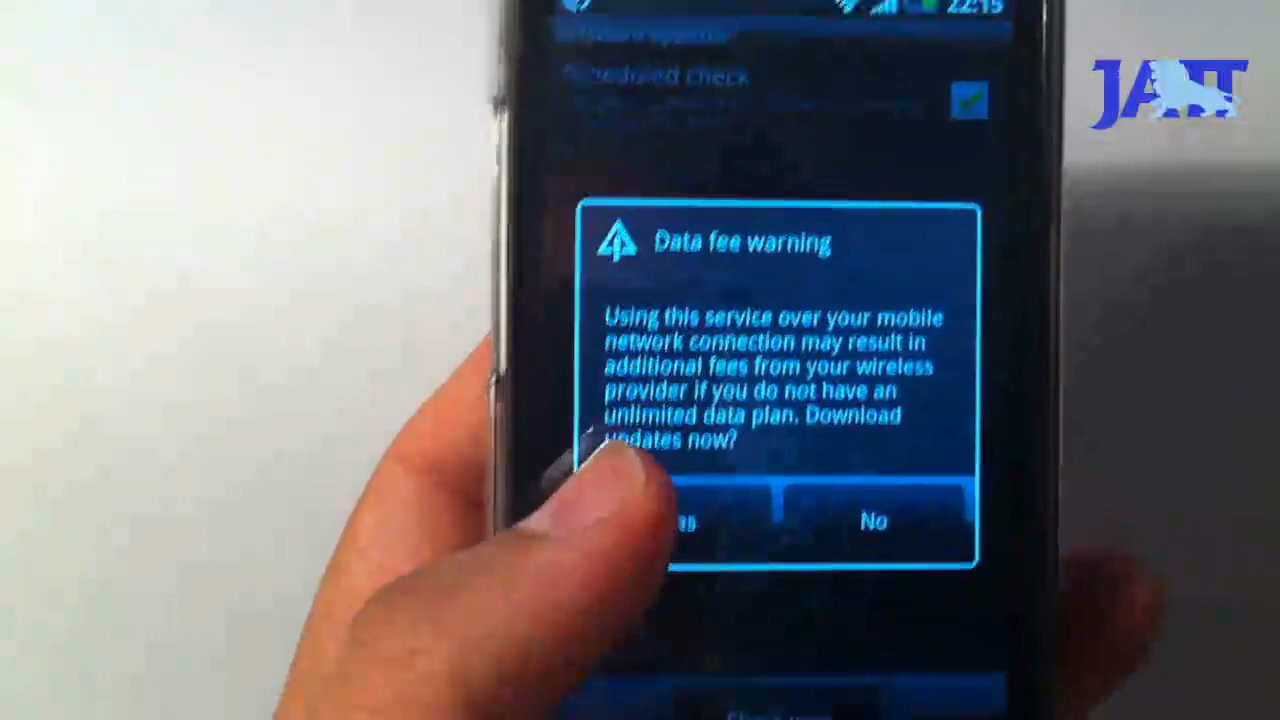 22:15
JATT
Scheduled check
Data fee warning
Using this service over your mobile
network connection may result in
additional fees from your wireless
provider if you do not have an
unlimited data plan. Download
updates now?
No